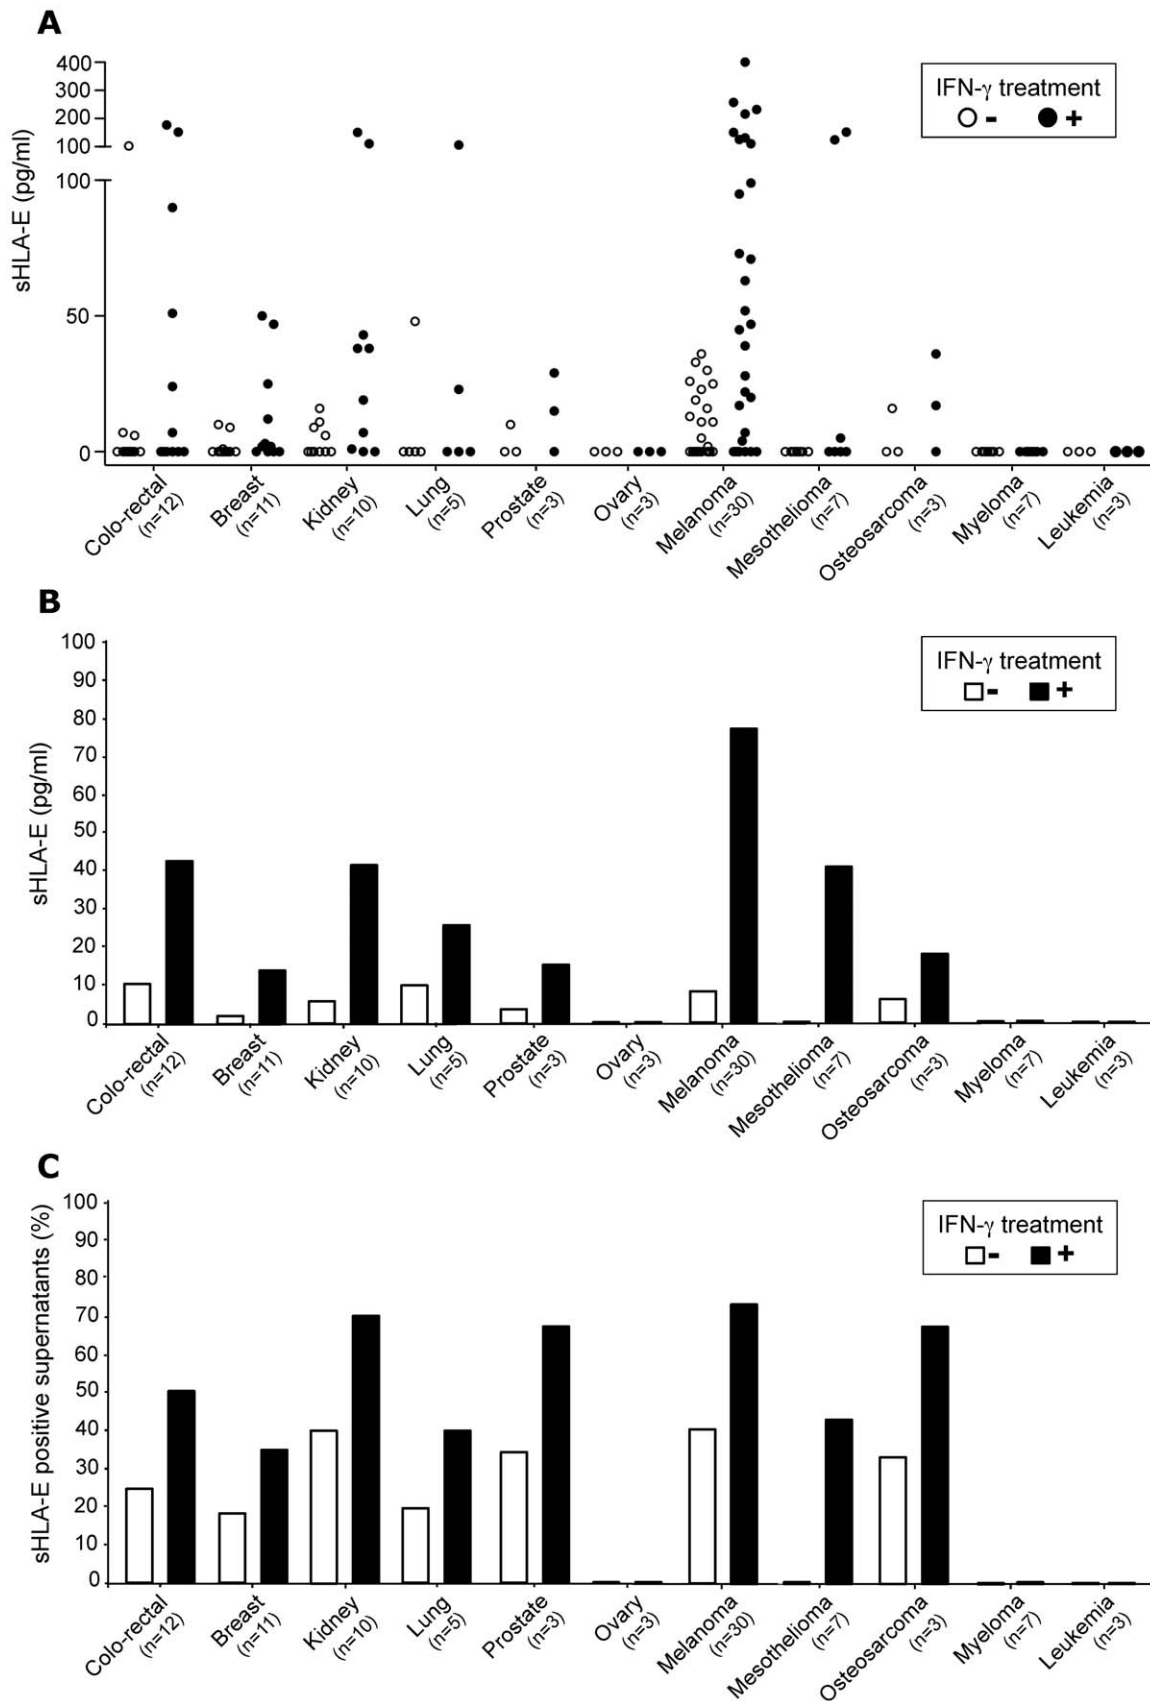 A
sHLA-E (pg/ml)
400
300
200
100
100
50
0
IFN-γ treatment
- +
Colo-rectal
(n=12)
Breast
(n=11)
Kidney
(n=10)
Lung
(n=5)
Prostate
(n=3)
Ovary
(n=3)
Melanoma
(n=30)
Mesothelioma
(n=7)
Osteosarcoma
(n=3)
Myeloma
(n=7)
Leukemia
(n=3)
B
sHLA-E (pg/ml)
100
90
80
70
60
50
40
30
20
10
0
IFN-γ treatment
- +
Colo-rectal
(n=12)
Breast
(n=11)
Kidney
(n=10)
Lung
(n=5)
Prostate
(n=3)
Ovary
(n=3)
Melanoma
(n=30)
Mesothelioma
(n=7)
Osteosarcoma
(n=3)
Myeloma
(n=7)
Leukemia
(n=3)
C
sHLA-E positive supernatants (%)
100
90
80
70
60
50
40
30
20
10
0
IFN-γ treatment
- +
Colo-rectal
(n=12)
Breast
(n=11)
Kidney
(n=10)
Lung
(n=5)
Prostate
(n=3)
Ovary
(n=3)
Melanoma
(n=30)
Mesothelioma
(n=7)
Osteosarcoma
(n=3)
Myeloma
(n=7)
Leukemia
(n=3)